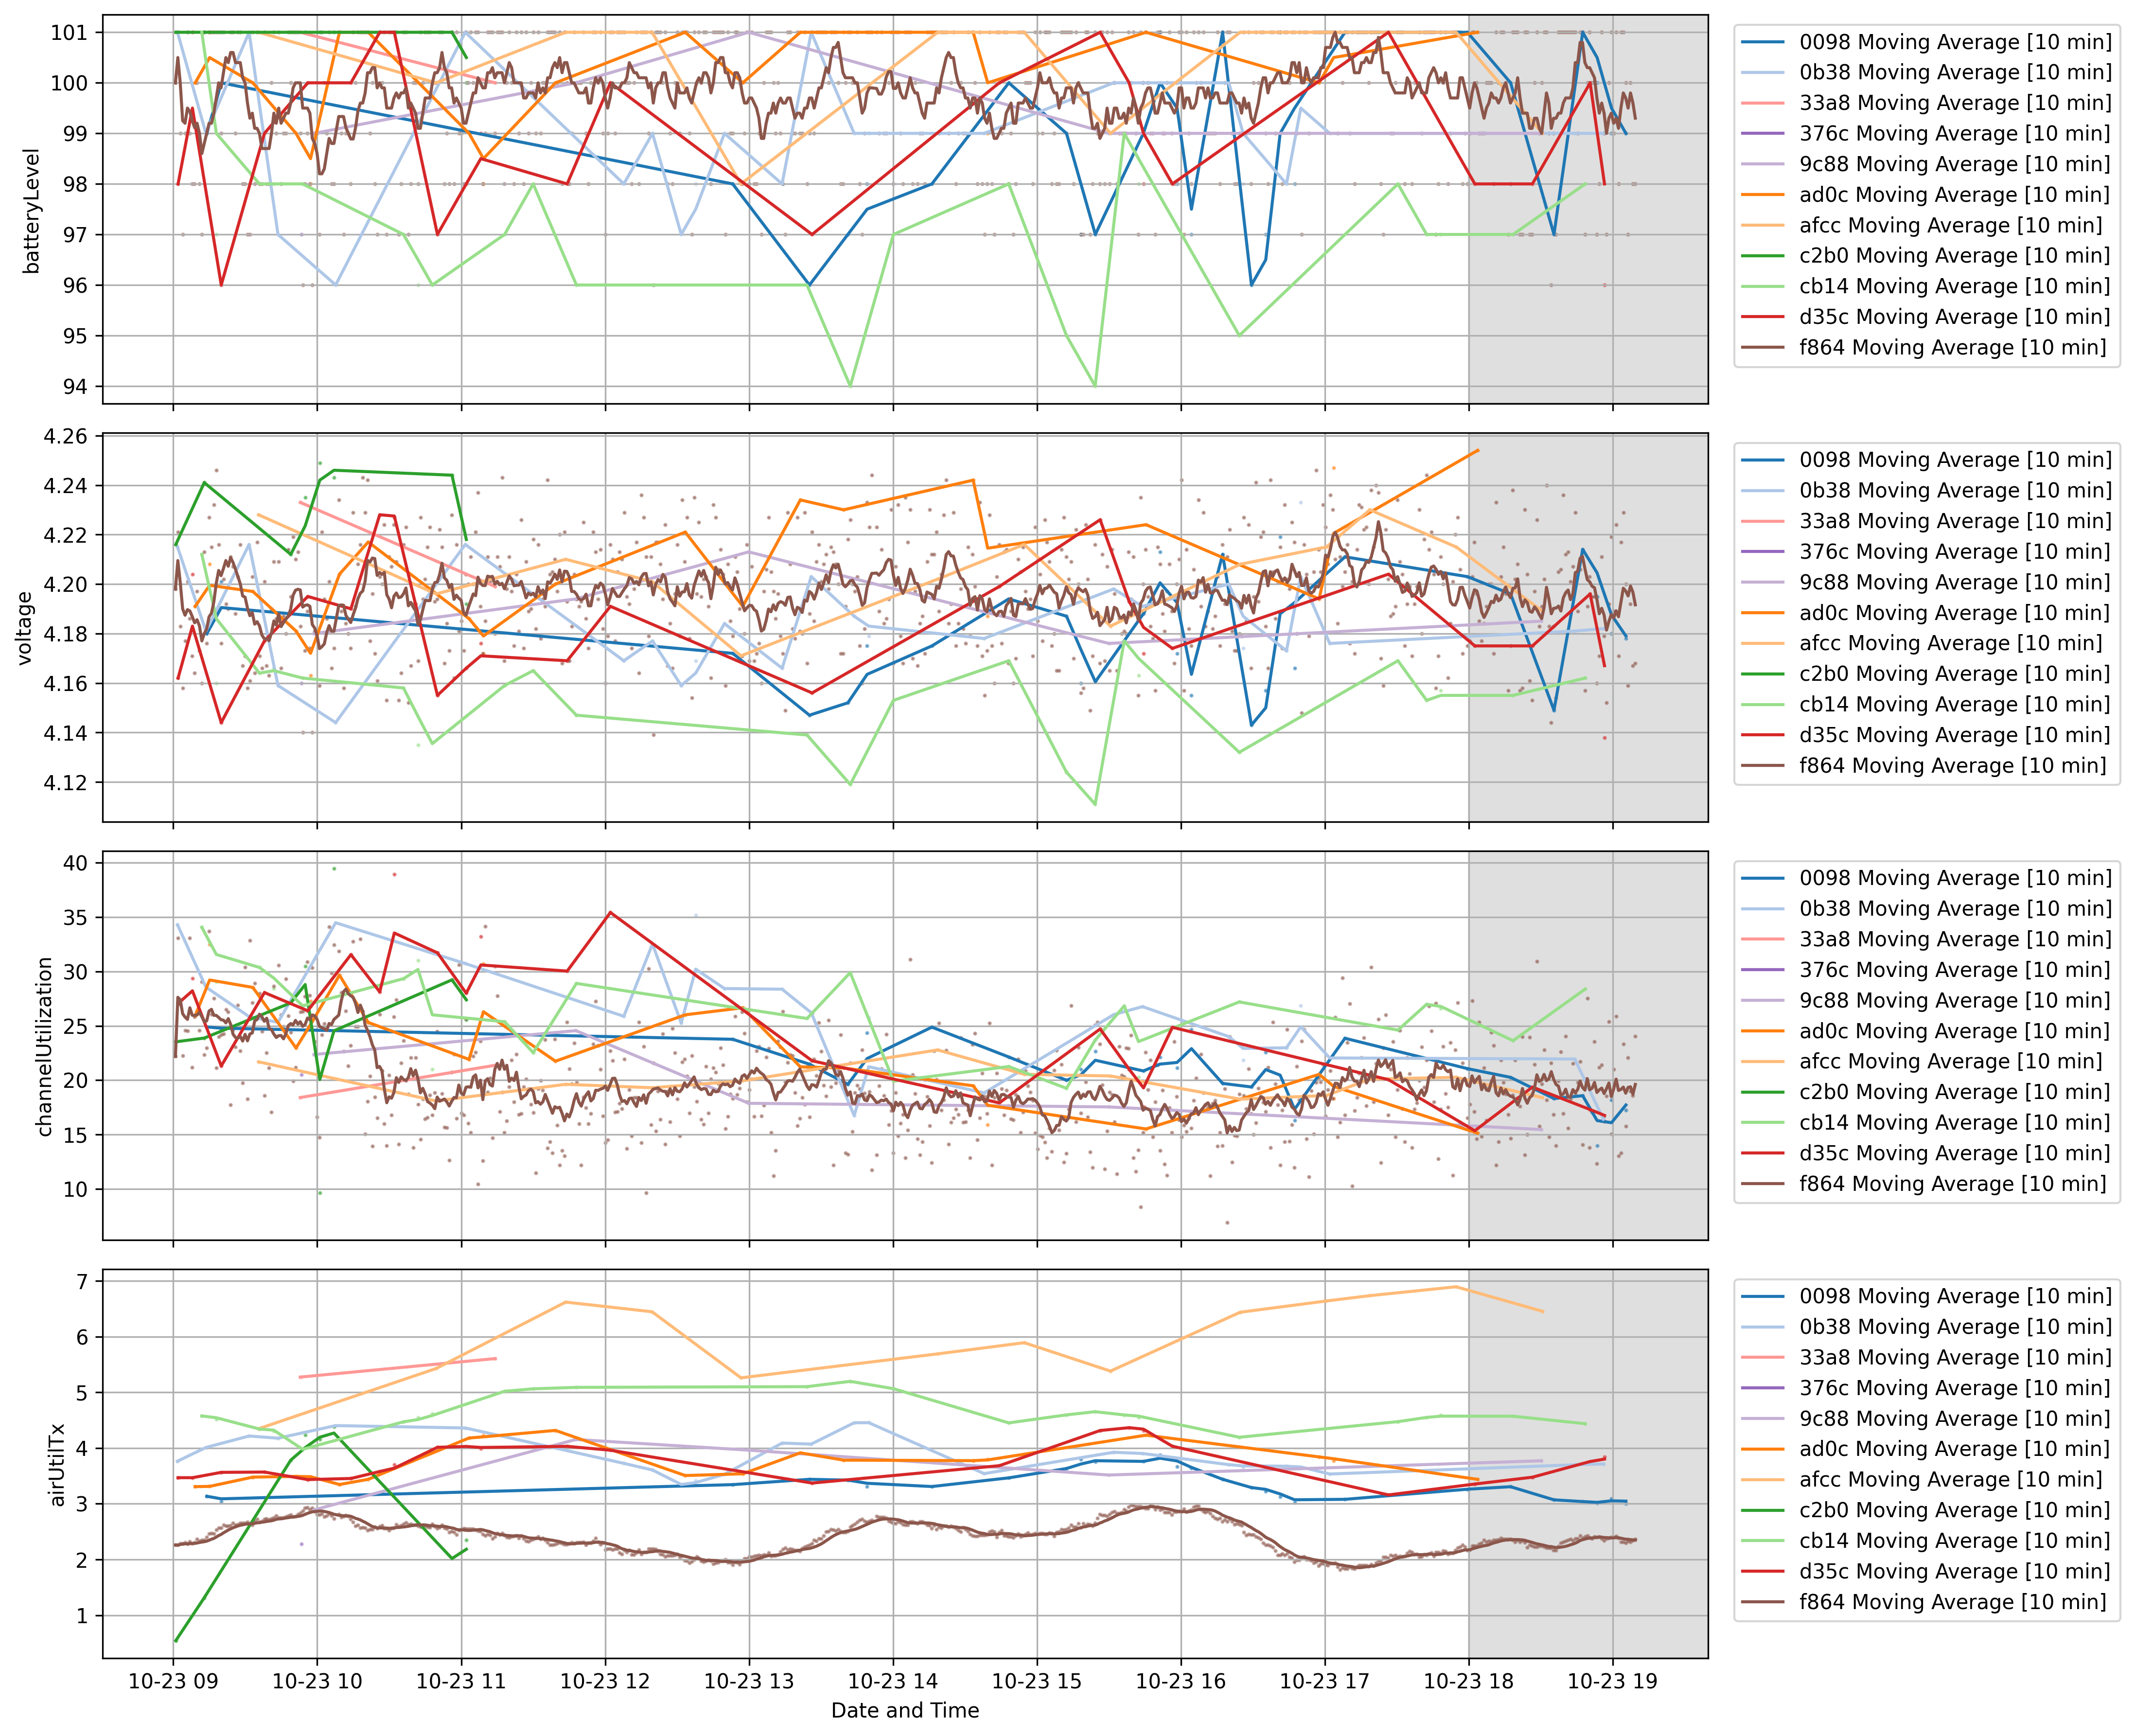 101
100
99
98
97
96
95
94
batteryLevel
0098 Moving Average [10 min]
0b38 Moving Average [10 min]
33a8 Moving Average [10 min]
376c Moving Average [10 min]
9c88 Moving Average [10 min]
ad0c Moving Average [10 min]
afcc Moving Average [10 min]
c2b0 Moving Average [10 min]
cb14 Moving Average [10 min]
d35c Moving Average [10 min]
f864 Moving Average [10 min]
4.26
4.24
4.22
4.20
4.18
4.16
4.14
4.12
voltage
0098 Moving Average [10 min]
0b38 Moving Average [10 min]
33a8 Moving Average [10 min]
376c Moving Average [10 min]
9c88 Moving Average [10 min]
ad0c Moving Average [10 min]
afcc Moving Average [10 min]
c2b0 Moving Average [10 min]
cb14 Moving Average [10 min]
d35c Moving Average [10 min]
f864 Moving Average [10 min]
40
35
30
25
20
15
10
channelUtilization
0098 Moving Average [10 min]
0b38 Moving Average [10 min]
33a8 Moving Average [10 min]
376c Moving Average [10 min]
9c88 Moving Average [10 min]
ad0c Moving Average [10 min]
afcc Moving Average [10 min]
c2b0 Moving Average [10 min]
cb14 Moving Average [10 min]
d35c Moving Average [10 min]
f864 Moving Average [10 min]
7
6
5
4
3
2
1
airUtilTx
0098 Moving Average [10 min]
0b38 Moving Average [10 min]
33a8 Moving Average [10 min]
376c Moving Average [10 min]
9c88 Moving Average [10 min]
ad0c Moving Average [10 min]
afcc Moving Average [10 min]
c2b0 Moving Average [10 min]
cb14 Moving Average [10 min]
d35c Moving Average [10 min]
f864 Moving Average [10 min]
10-23 09 10-23 10 10-23 11 10-23 12 10-23 13 10-23 14 10-23 15 10-23 16 10-23 17 10-23 18 10-23 19
Date and Time